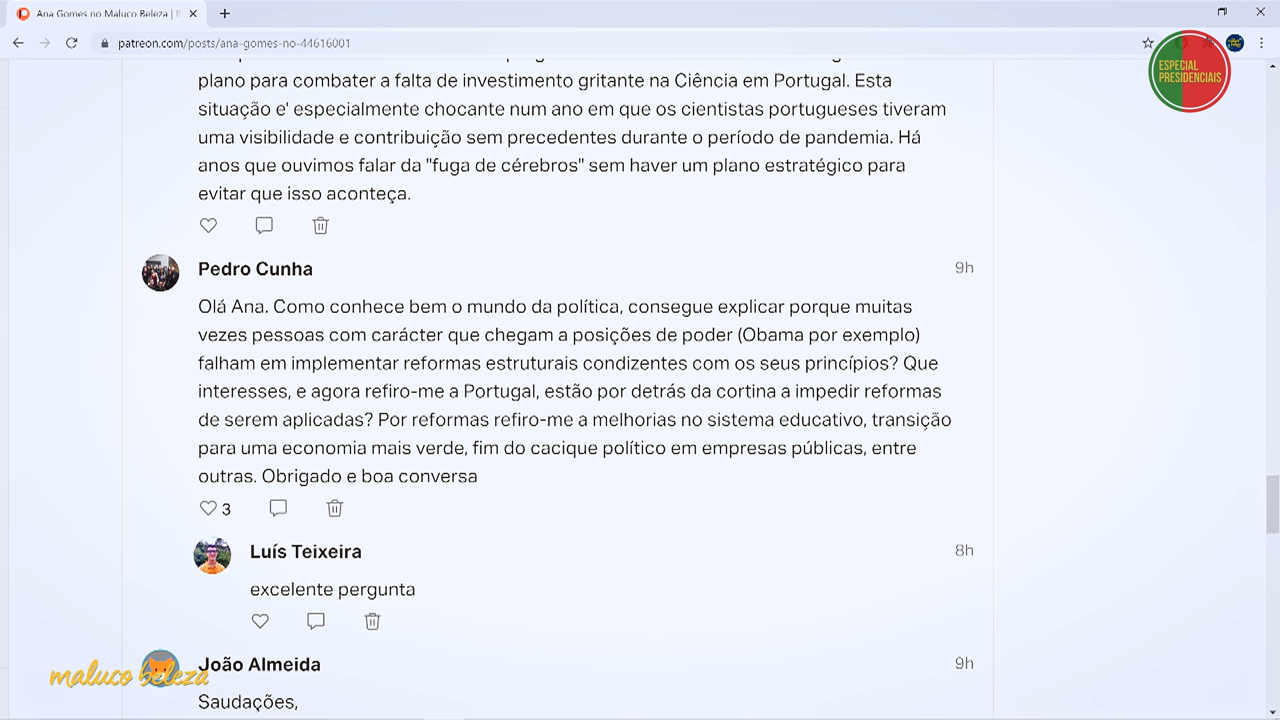 Ana Gomes no Maluco Beleza |
patreon.com/posts/ana-gomes-no-44616001
ESPECIAL
PRESIDENCIAIS
plano para combater a falta de investimento gritante na Ciência em Portugal. Esta
situação e' especialmente chocante num ano em que os cientistas portugueses tiveram
uma visibilidade e contribuição sem precedentes durante o período de pandemia. Há
anos que ouvimos falar da "fuga de cérebros" sem haver um plano estratégico para
evitar que isso aconteça.
Pedro Cunha
9h
Olá Ana. Como conhece bem o mundo da política, consegue explicar porque muitas
vezes pessoas com carácter que chegam a posições de poder (Obama por exemplo)
falham em implementar reformas estruturais condizentes com os seus princípios? Que
interesses, e agora refiro-me a Portugal, estão por detrás da cortina a impedir reformas
de serem aplicadas? Por reformas refiro-me a melhorias no sistema educativo, transição
para uma economia mais verde, fim do cacique político em empresas públicas, entre
outras. Obrigado e boa conversa
3
Luís Teixeira
8h
excelente pergunta
João Almeida
9h
Saudações,
maluco beleza